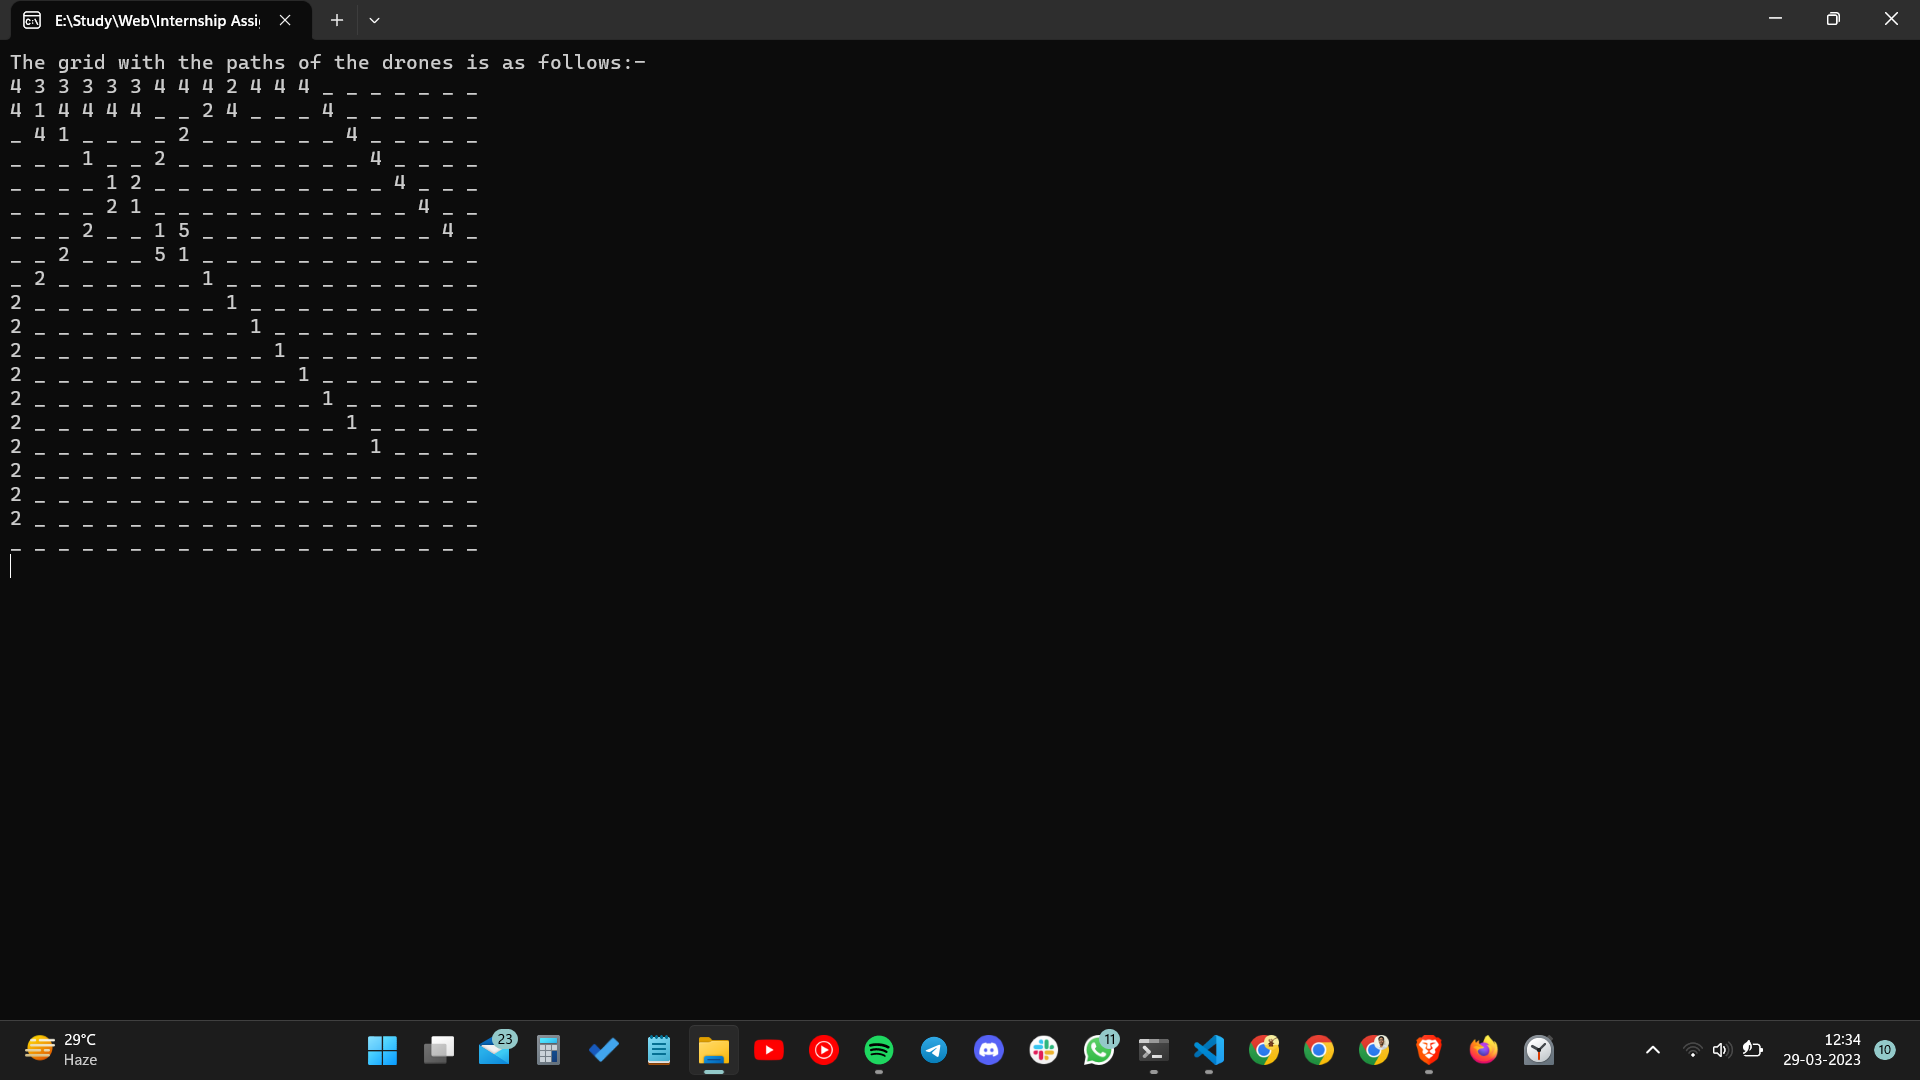 E:\Study\Web\Internship Assi
The grid with the paths of the drones is as follows:-
4 3 3 3 3 3 4 4 4 2 4 4 4 _ _ _ _ _ _ _
4 1 4 4 4 4 _ _ 2 4 _ _ _ 4 _ _ _ _ _ _
_ 4 1 _ _ _ _ 2 _ _ _ _ _ _ 4 _ _ _ _ _
_ _ _ 1 _ _ 2 _ _ _ _ _ _ _ _ 4 _ _ _ _
_ _ _ _ 1 2 _ _ _ _ _ _ _ _ _ _ 4 _ _ _
_ _ _ _ 2 1 _ _ _ _ _ _ _ _ _ _ _ 4 _ _
_ _ _ 2 _ _ 1 5 _ _ _ _ _ _ _ _ _ _ 4 _
_ _ 2 _ _ _ 5 1 _ _ _ _ _ _ _ _ _ _ _ _
_ 2 _ _ _ _ _ _ 1 _ _ _ _ _ _ _ _ _ _ _
2 _ _ _ _ _ _ _ _ 1 _ _ _ _ _ _ _ _ _ _
2 _ _ _ _ _ _ _ _ _ 1 _ _ _ _ _ _ _ _ _
2 _ _ _ _ _ _ _ _ _ _ 1 _ _ _ _ _ _ _ _
2 _ _ _ _ _ _ _ _ _ _ _ 1 _ _ _ _ _ _ _
2 _ _ _ _ _ _ _ _ _ _ _ _ 1 _ _ _ _ _ _
2 _ _ _ _ _ _ _ _ _ _ _ _ _ 1 _ _ _ _ _
2 _ _ _ _ _ _ _ _ _ _ _ _ _ _ 1 _ _ _ _
2 _ _ _ _ _ _ _ _ _ _ _ _ _ _ _ _ _ _ _
2 _ _ _ _ _ _ _ _ _ _ _ _ _ _ _ _ _ _ _
2 _ _ _ _ _ _ _ _ _ _ _ _ _ _ _ _ _ _ _
_ _ _ _ _ _ _ _ _ _ _ _ _ _ _ _ _ _ _ _
29°C
Haze
23
11
12:34
29-03-2023
10